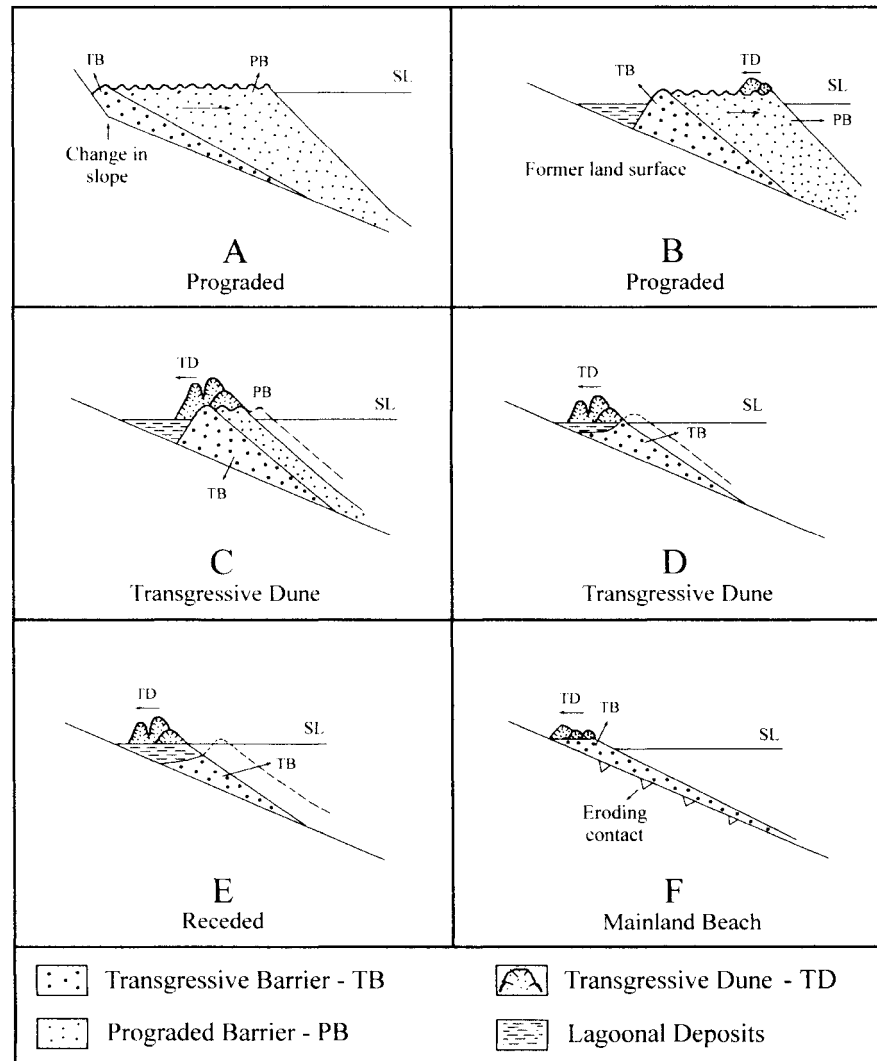 TB
PB
SL
Change in
slope
A
Prograded
TB
TD
SL
PB
Former land surface
B
Prograded
TD
PB
SL
TB
C
Transgressive Dune
TD
SL
TB
D
Transgressive Dune
TD
SL
TB
E
Receded
TD
TB
SL
Eroding
contact
F
Mainland Beach
Transgressive Barrier - TB
Transgressive Dune - TD
Prograded Barrier - PB
Lagoonal Deposits